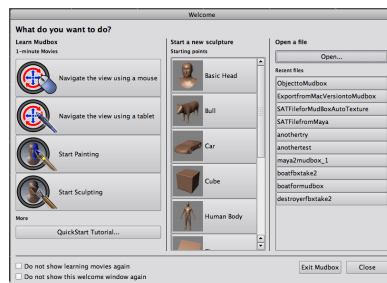 Welcome
What do you want to do?
Learn Mudbox
1-minute Movies
Navigate the view using a mouse
Navigate the view using a tablet
Start Painting
Start Sculpting
More
QuickStart Tutorial...
Start a new sculpture
Starting points
Basic Head
Bull
Car
Cube
Human Body
Open a file
Open...
Recent files
ObjecttoMudbox
ExportfromMacVersiontoMudbox
SATFileforMudBoxAutoTexture
SATFilefromMaya
anothertry
anothertest
maya2mudbox_1
boatfbxtake2
boatformudbox
destroyerfbxtake2
Do not show learning movies again
Do not show this welcome window again
Exit Mudbox
Close